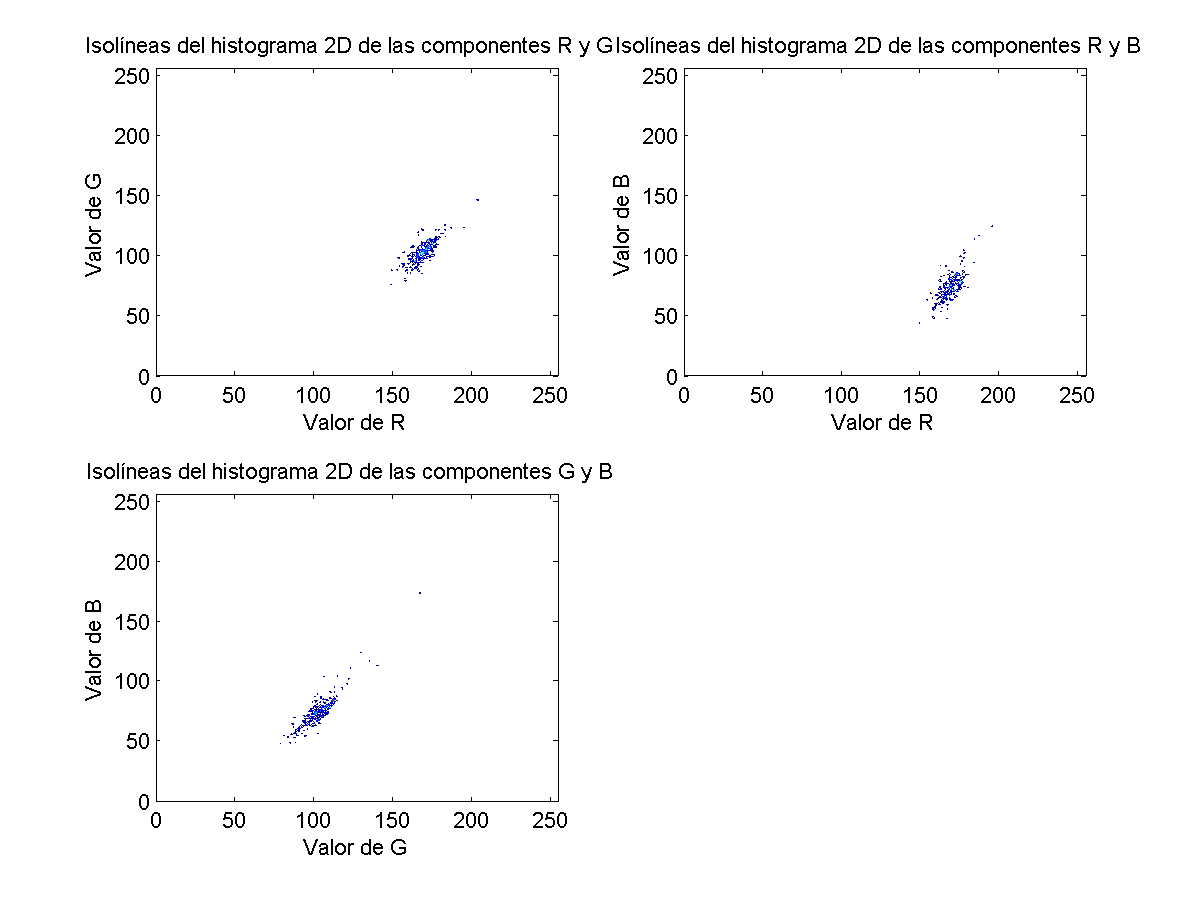 Isolíneas del histograma 2D de las componentes R y G
250
200
150
100
50
0
Valor de G
0 50 100 150 200 250
Valor de R
Isolíneas del histograma 2D de las componentes R y B
250
200
150
100
50
0
Valor de B
0 50 100 150 200 250
Valor de R
Isolíneas del histograma 2D de las componentes G y B
250
200
150
100
50
0
Valor de B
0 50 100 150 200 250
Valor de G